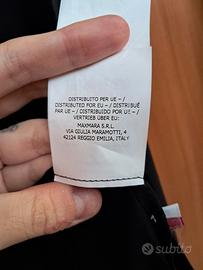 DISTRIBUITO PER UE – /
DISTRIBUTED FOR EU – / DISTRIBUÉ
PAR UE – / DISTRIBUIDO POR UE – /
VERTRIEB ÜBER EU:
MAXMARA S.R.L.
VIA GIULIA MARAMOTTI, 4
42124 REGGIO EMILIA, ITALY
subito